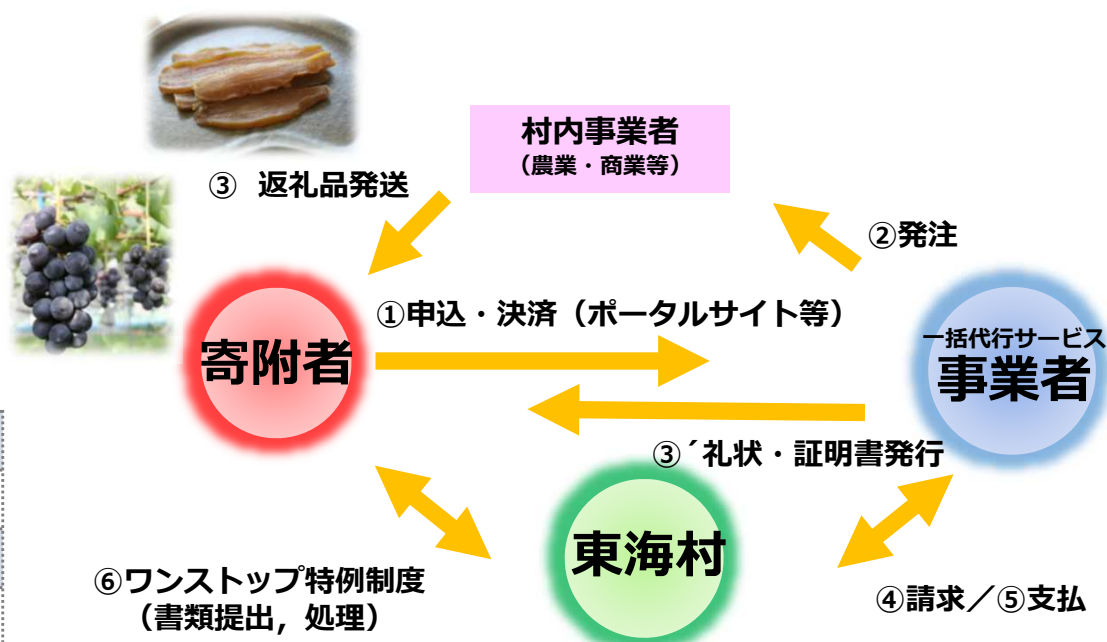 村内事業者
（農業・商業等）
③ 返礼品発送
②発注
①申込・決済（ポータルサイト等）
寄附者
一括代行サービス
事業者
③´礼状・証明書発行
東海村
⑥ワンストップ特例制度
（書類提出，処理）
④請求／⑤支払